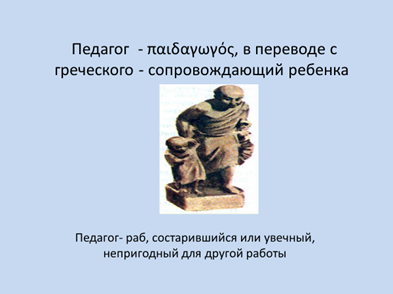 Педагог - παιδαγωγός, в переводе с
греческого - сопровождающий ребенка
Педагог- раб, состарившийся или увечный,
непригодный для другой работы